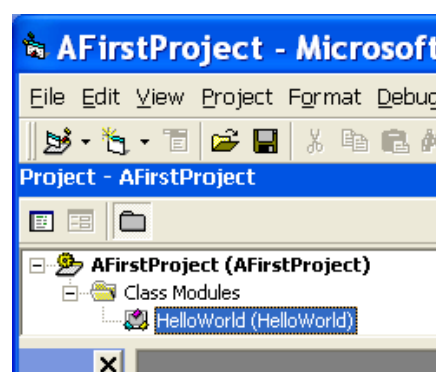 AFirstProject - Microsoft
File Edit View Project Format Debug
Project - AFirstProject
AFirstProject (AFirstProject)
Class Modules
HelloWorld (HelloWorld)